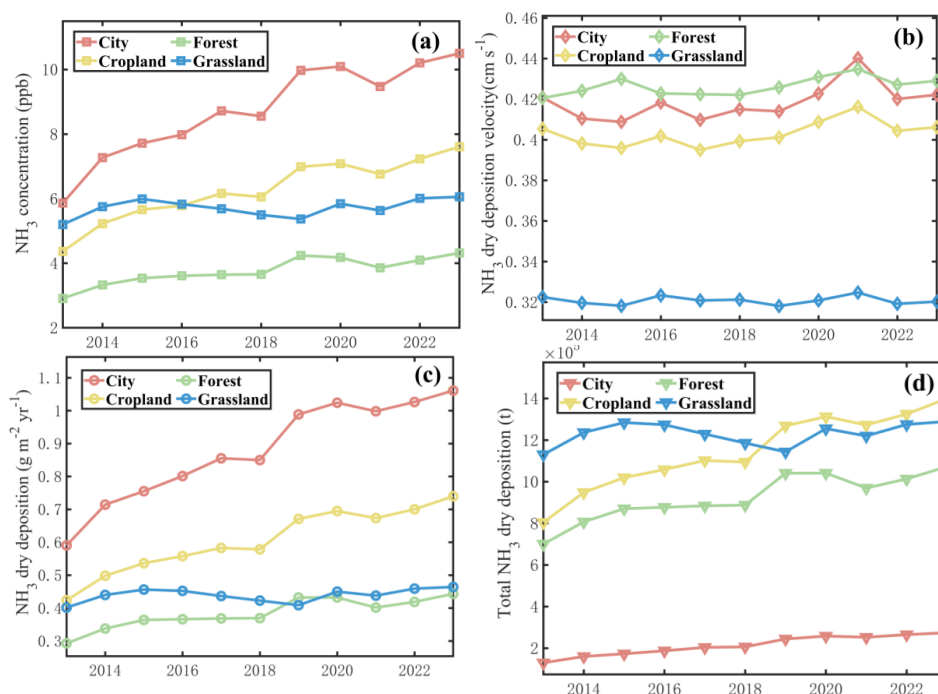 (a)
City Forest
Cropland Grassland
NH3 concentration (ppb)
10
8
6
4
2
2014 2016 2018 2020 2022
(b)
City Forest
Cropland Grassland
NH3 dry deposition velocity(cm s-1)
0.46
0.44
0.42
0.4
0.38
0.36
0.34
0.32
2014 2016 2018 2020 2022
(c)
City Forest
Cropland Grassland
NH3 dry deposition (g m-2 yr-1)
1.1
1
0.9
0.8
0.7
0.6
0.5
0.4
0.3
2014 2016 2018 2020 2022
(d)
City Forest
Cropland Grassland
Total NH3 dry deposition (t)
14
12
10
8
6
4
2
2014 2016 2018 2020 2022